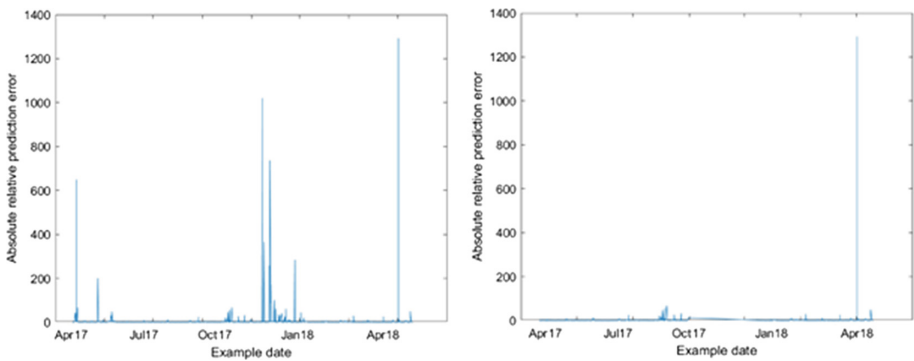 1400
1200
1000
800
600
400
200
0
Absolute relative prediction error
Apr17 Jul17 Oct17 Jan18 Apr18
Example date
1400
1200
1000
800
600
400
200
0
Absolute relative prediction error
Apr17 Jul17 Oct17 Jan18 Apr18
Example date